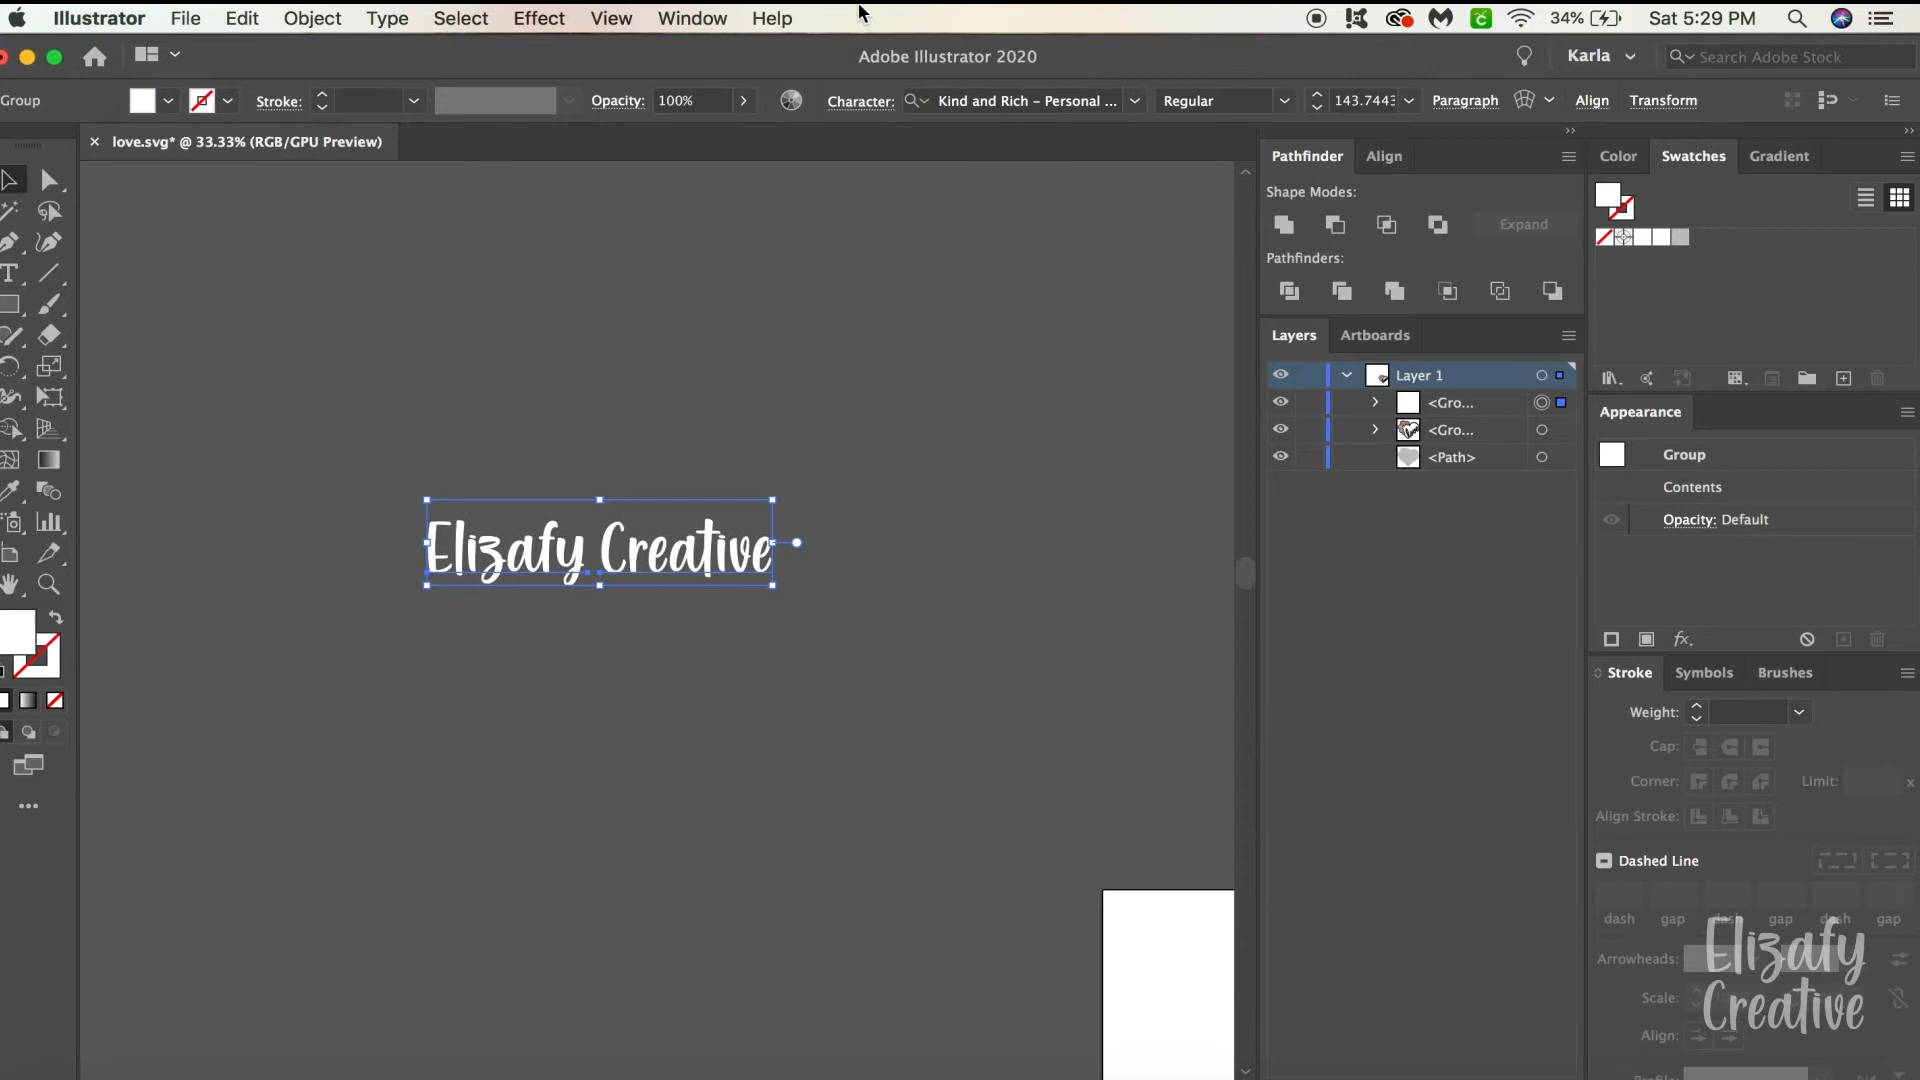 Illustrator File Edit Object Type Select Effect View Window Help 34% Sat 5:29 PM
Adobe Illustrator 2020 Karla Search Adobe Stock
Group Stroke: Opacity: 100% Character: Kind and Rich - Personal ... Regular 143.744 Paragraph Align Transform
× love.svg* @ 33.33% (RGB/GPU Preview)
Pathfinder Align
Shape Modes:
Expand
Pathfinders:
Layers Artboards
Layer 1
<Gro...
<Gro...
<Path>
Color Swatches Gradient
Appearance
Group
Contents
Opacity: Default
Stroke Symbols Brushes
Weight:
Cap:
Corner: Limit: x
Align Stroke:
Dashed Line
dash gap dash gap dash gap
Arrowheads:
Scale:
Align:
Elizafy Creative
Elizafy
Creative